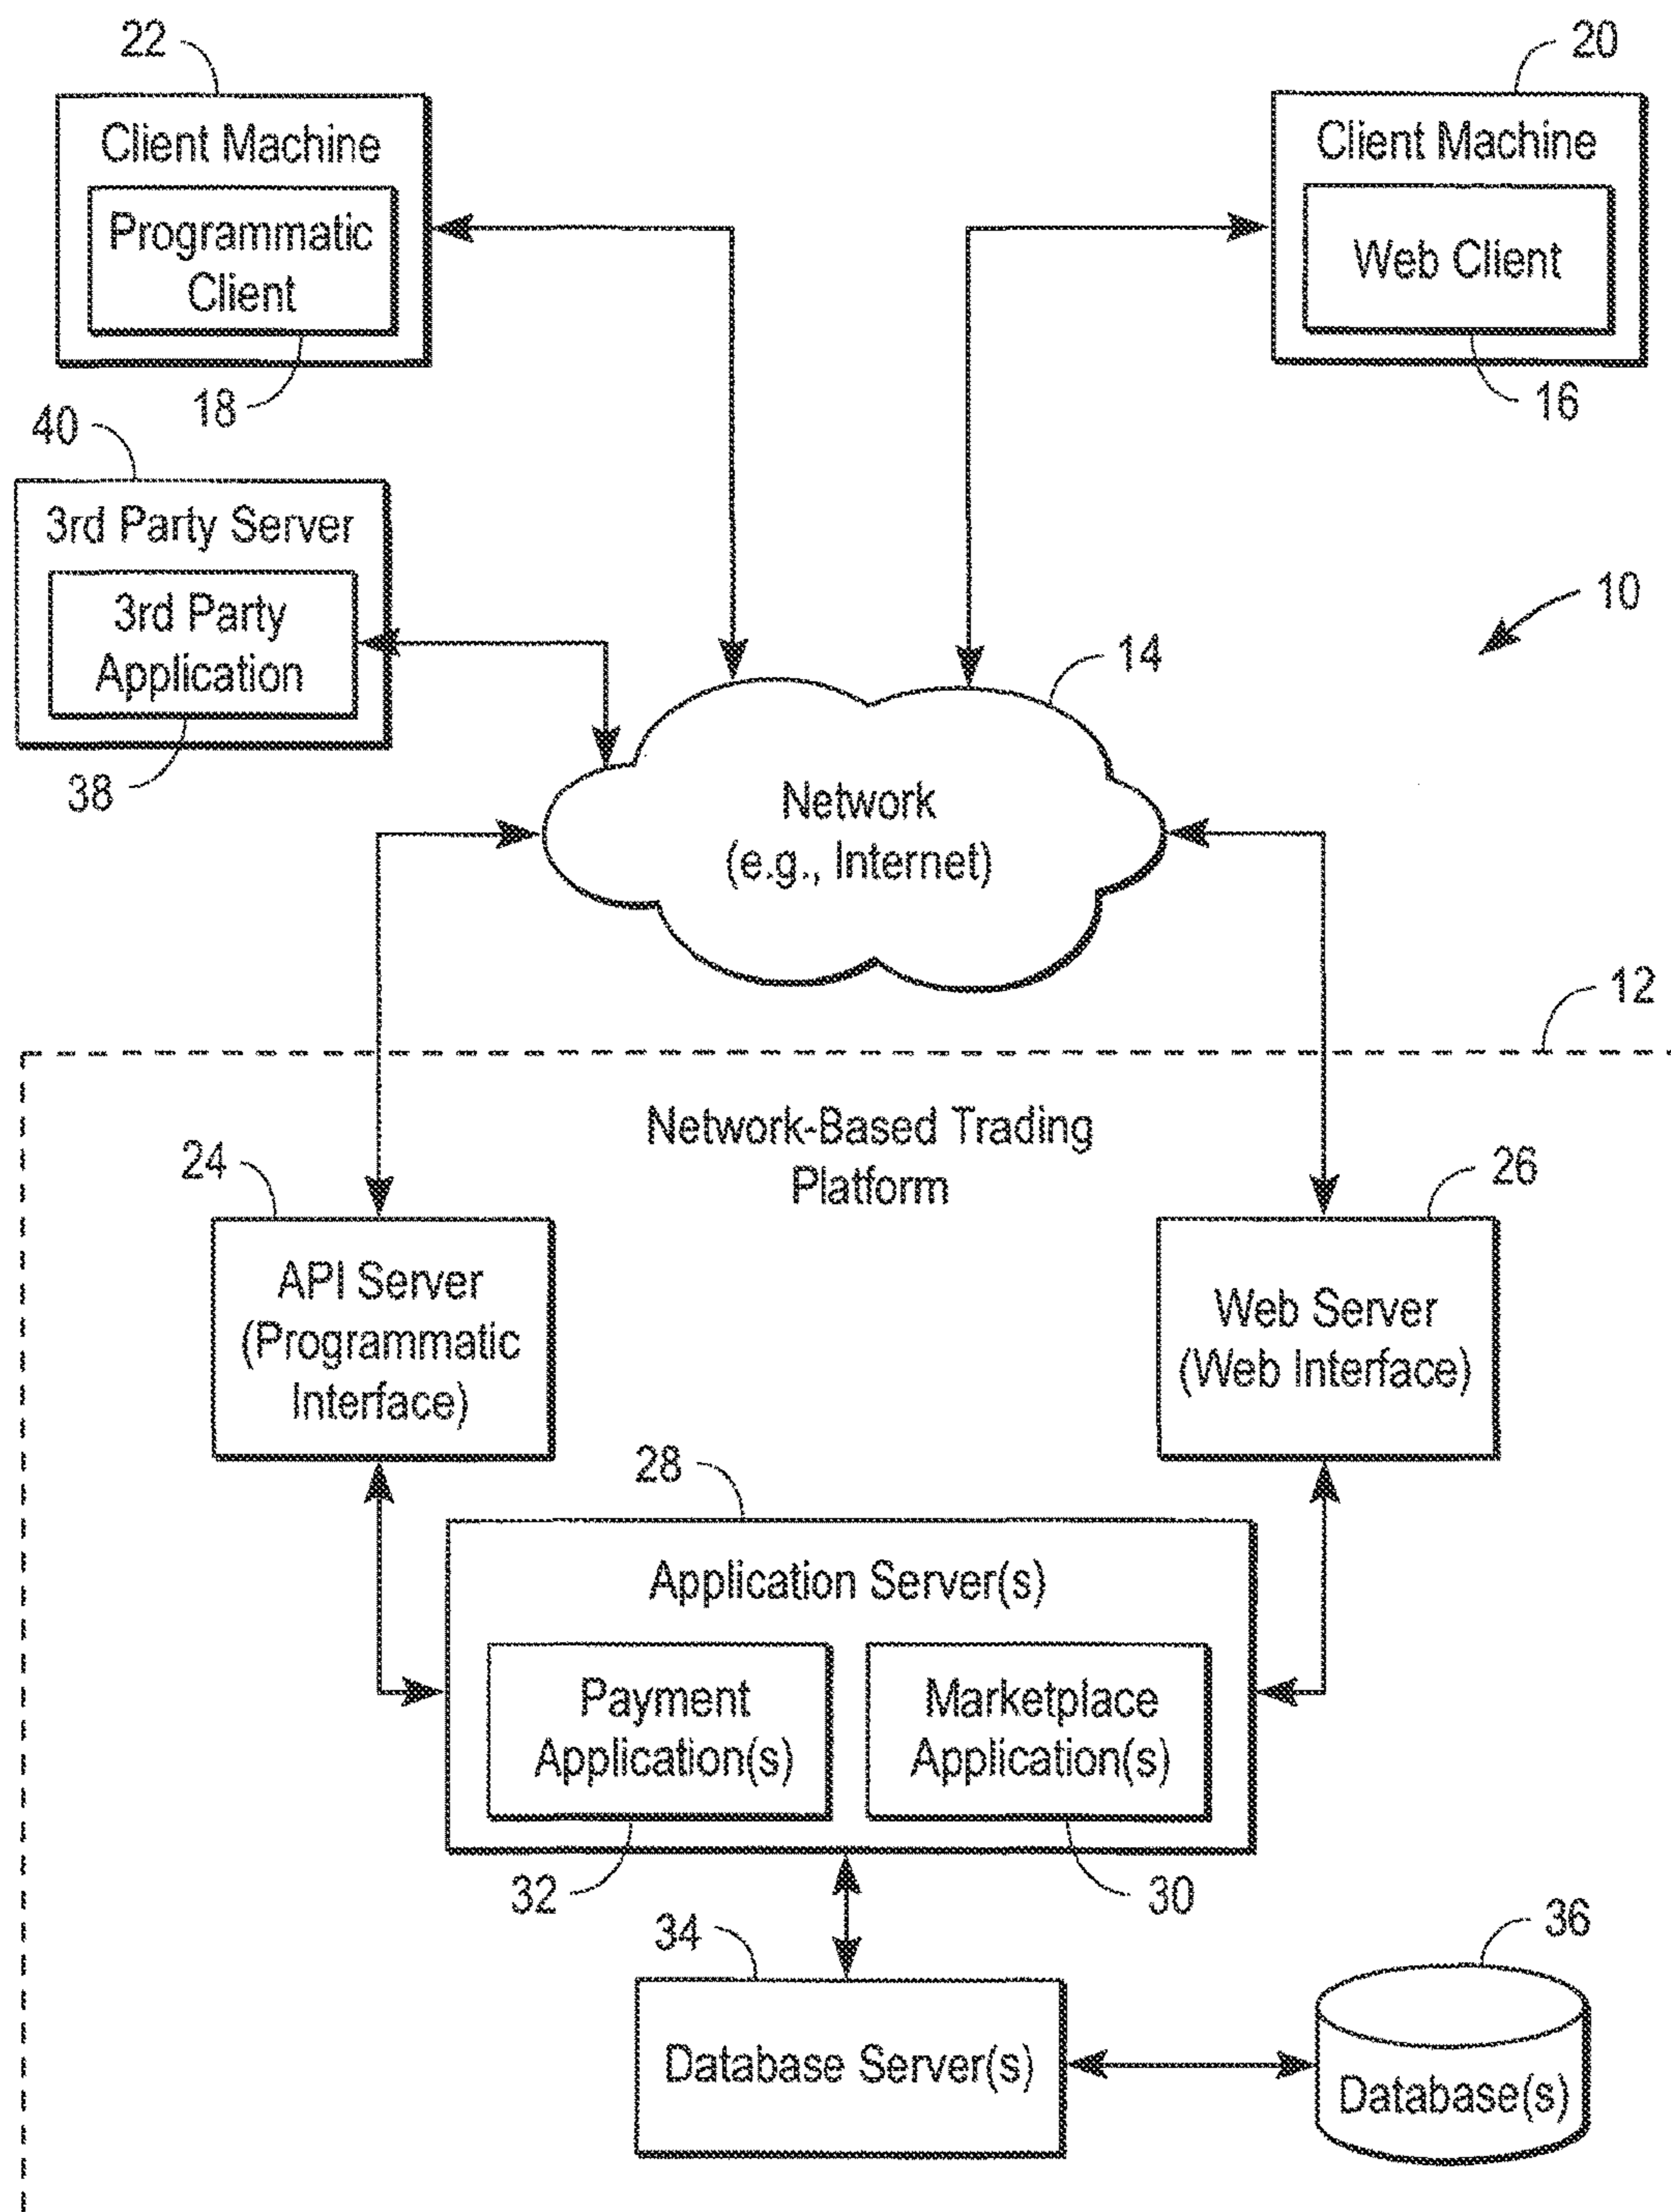 22
20
Client Machine
Programmatic
Client
18
Client Machine
Web Client
16
40
3rd Party Server
3rd Party
Application
38
10
14
Network
(e.g., Internet)
12
Network-Based Trading
Platform
24
API Server
(Programmatic
Interface)
26
Web Server
(Web Interface)
28
Application Server(s)
Payment
Application(s)
32
Marketplace
Application(s)
30
34
Database Server(s)
36
Database(s)